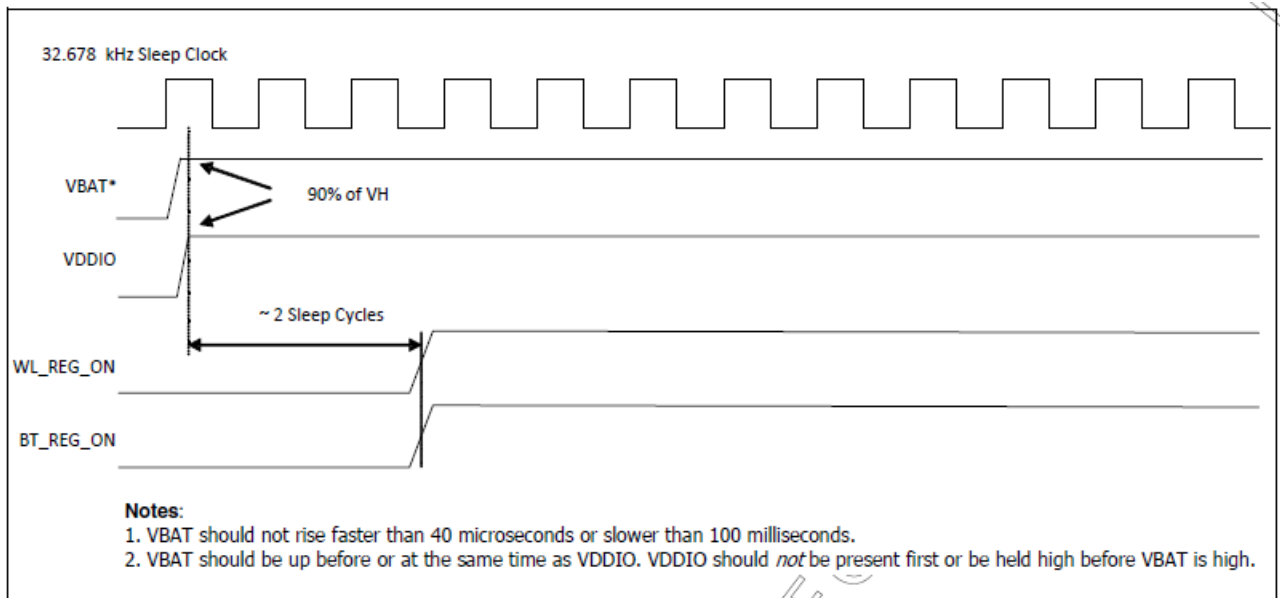 32.678 kHz Sleep Clock
VBAT*
90% of VH
VDDIO
~ 2 Sleep Cycles
WL_REG_ON
BT_REG_ON
Notes:
1. VBAT should not rise faster than 40 microseconds or slower than 100 milliseconds.
2. VBAT should be up before or at the same time as VDDIO. VDDIO should not be present first or be held high before VBAT is high.